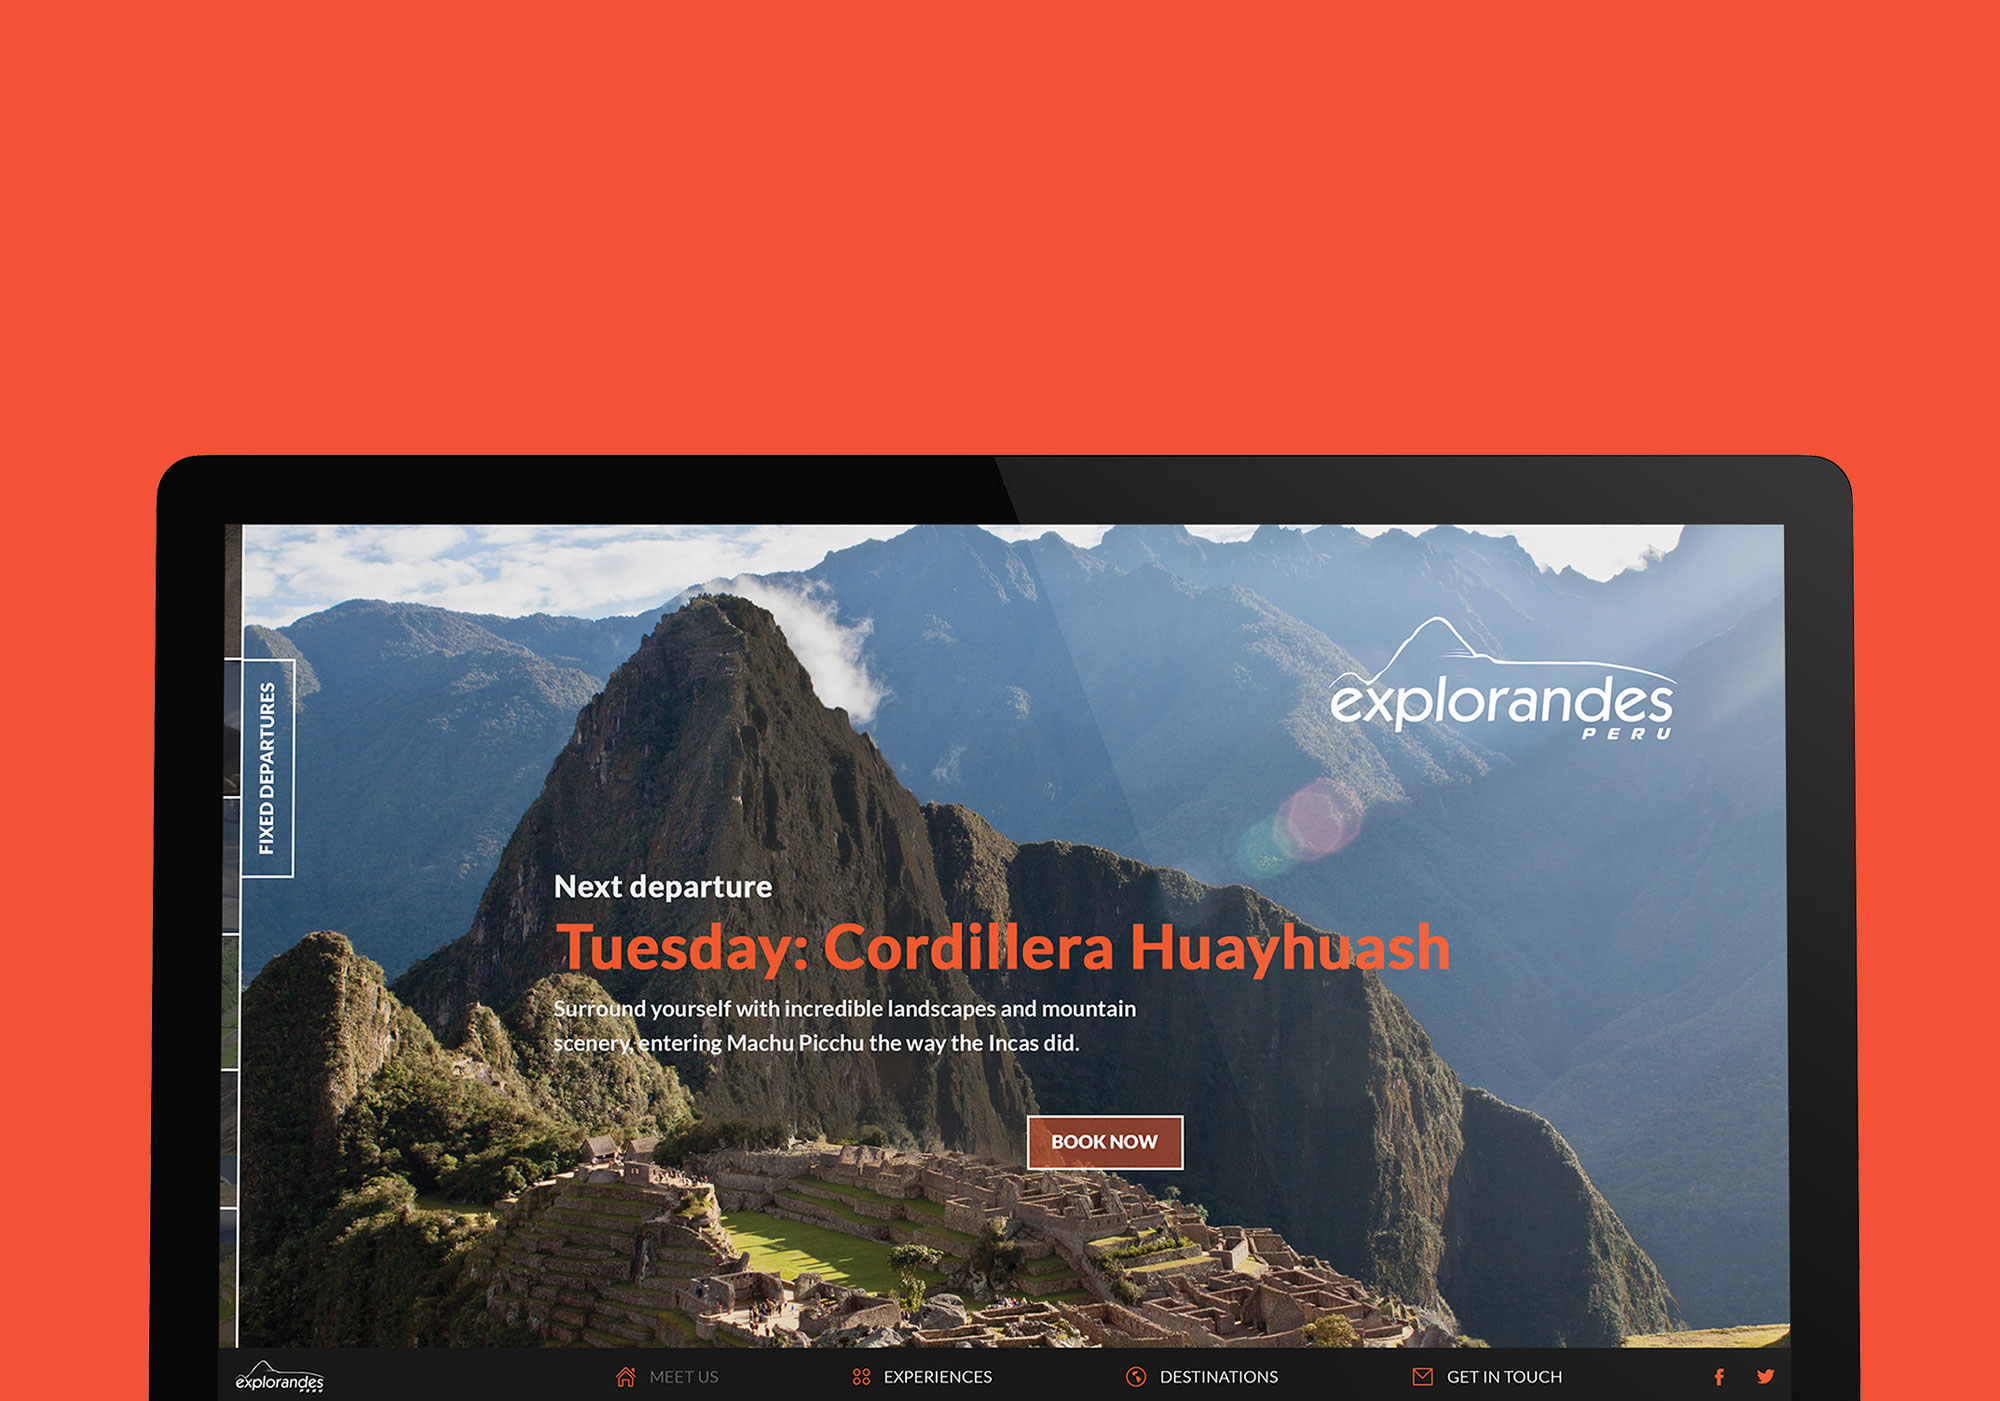 explorandes
PERU
FIXED DEPARTURES
Next departure
Tuesday: Cordillera Huayhuash
Surround yourself with incredible landscapes and mountain
scenery, entering Machu Picchu the way the Incas did.
BOOK NOW
explorandes
PERU
MEET US
EXPERIENCES
DESTINATIONS
GET IN TOUCH